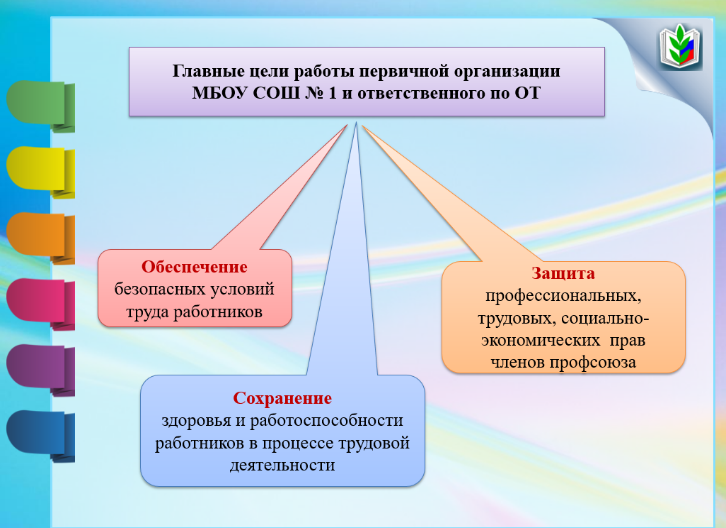 Главные цели работы первичной организации
МБОУ СОШ № 1 и ответственного по ОТ
Обеспечение
безопасных условий
труда работников
Защита
профессиональных,
трудовых, социально-
экономических прав
членов профсоюза
Сохранение
здоровья и работоспособности
работников в процессе трудовой
деятельности